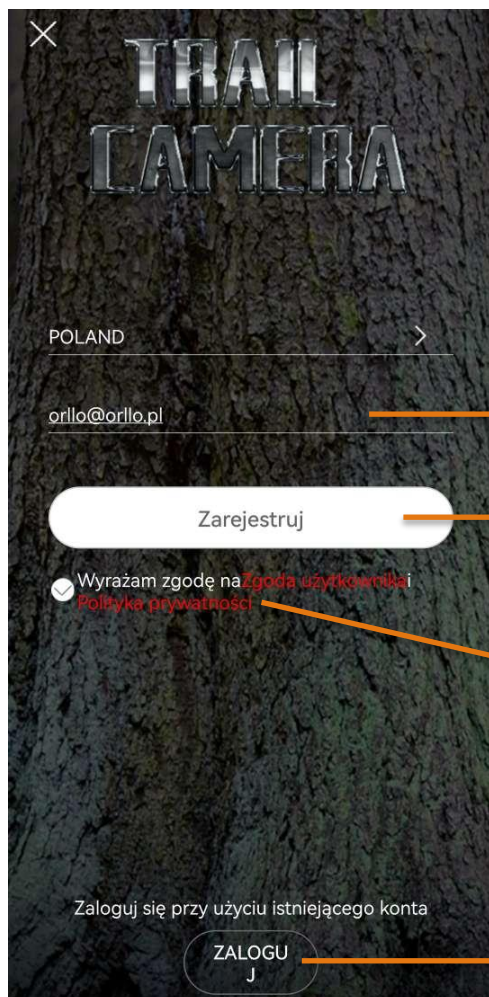 TRAIL
CAMERA
POLAND
orllo@orllo.pl
Zarejestruj
Wyrażam zgodę naZgoda użytkownikai
Polityka prywatności
Zaloguj się przy użyciu istniejącego konta
ZALOGU
J